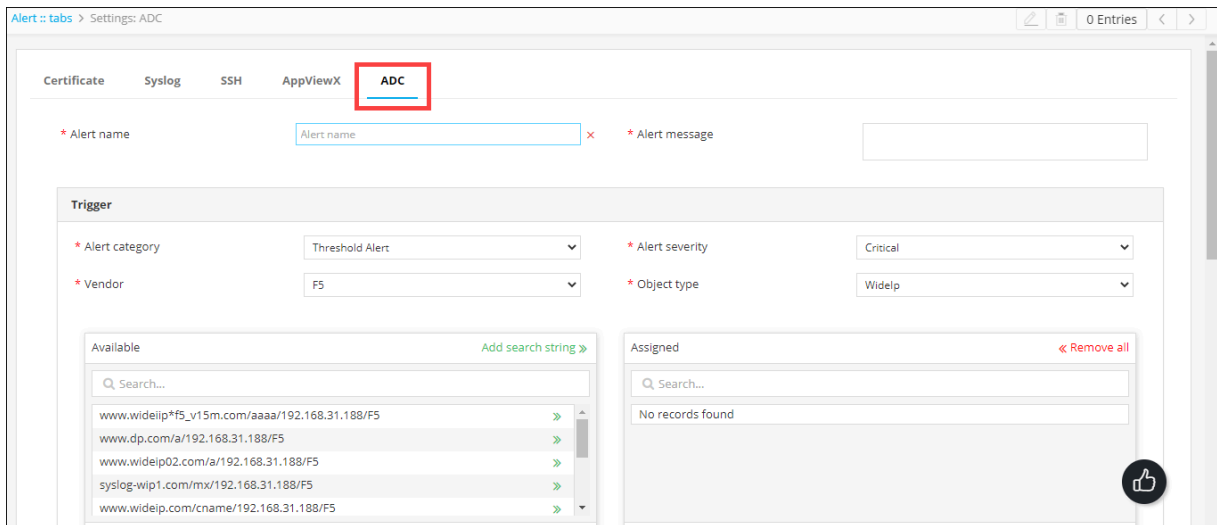 Alert :: tabs > Settings: ADC
0 Entries < >
Certificate Syslog SSH AppViewX ADC
* Alert name Alert name × * Alert message
Trigger
* Alert category Threshold Alert * Alert severity Critical
* Vendor F5 * Object type WideIp
Available Add search string » Assigned « Remove all
Search... Search...
www.wideiip*f5_v15m.com/aaaa/192.168.31.188/F5 » No records found
www.dp.com/a/192.168.31.188/F5 »
www.wideip02.com/a/192.168.31.188/F5 »
syslog-wip1.com/mx/192.168.31.188/F5 »
www.wideip.com/cname/192.168.31.188/F5 »